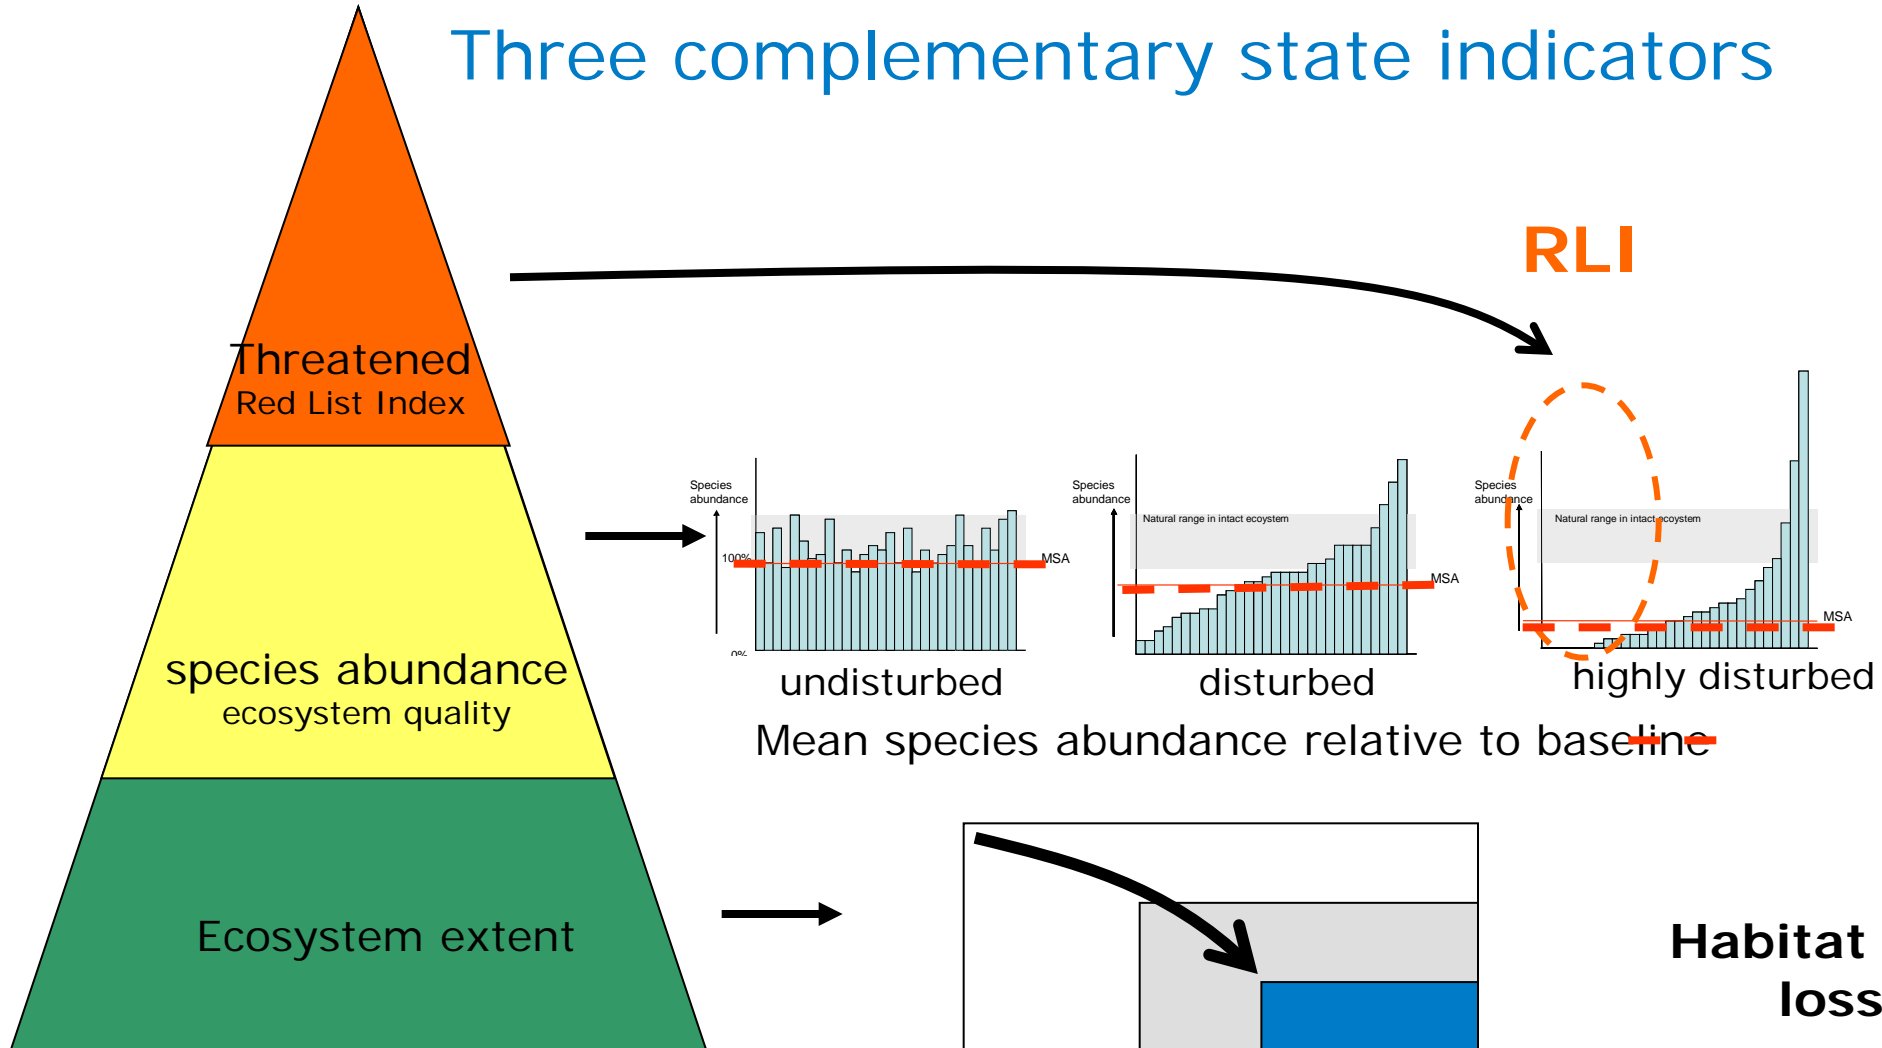 Three complementary state indicators
RLI
Threatened
Red List Index
Species
abundance
100%
0%
MSA
undisturbed
Species
abundance
Natural range in intact ecoystem
MSA
disturbed
Species
abundance
Natural range in intact ecoystem
MSA
highly disturbed
species abundance
ecosystem quality
Mean species abundance relative to baseline
Ecosystem extent
Habitat
loss